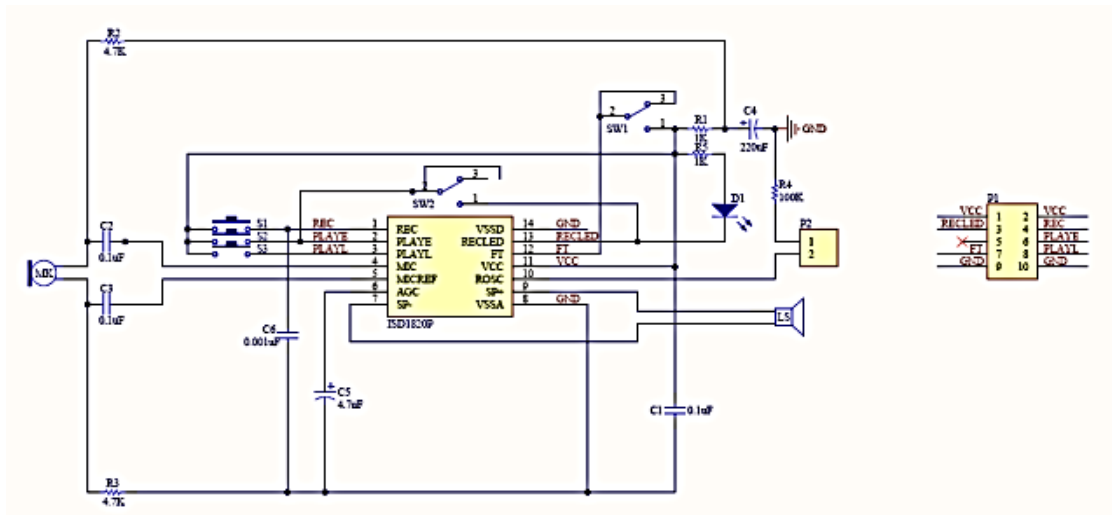 R2
4.7K
3
2
SW1
1
R1
1K
C4
220uF
GND
R5
1K
3
2
SW2
1
D1
R4
100K
P2
1
2
P1
VCC 1 2 VCC
RECLED 3 4 REC
5 6 PLAYE
FT 7 8 PLAYL
GND 9 10 GND
S1 REC 1 REC VSSD 14 GND
S2 PLAYE 2 PLAYE RECLED 13 RECLED
S3 PLAYL 3 PLAYL FT 12 FT
4 MIC VCC 11 VCC
5 MICREF ROSC 10
6 AGC SP+ 9
7 SP- VSSA 8 GND
ISD1820P
C2
0.1uF
MK
C3
0.1uF
C6
0.001uF
C5
4.7uF
LS
C1 0.1uF
R3
4.7K